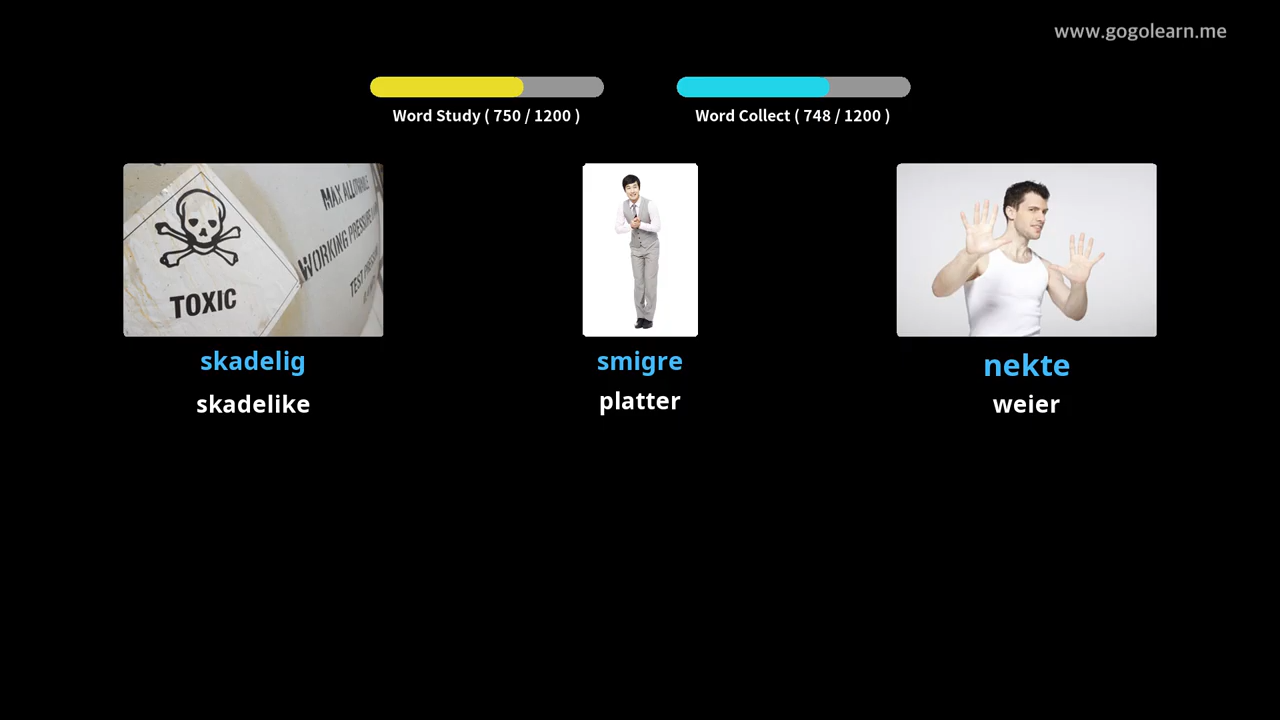 www.gogolearn.me
Word Study ( 750 / 1200 )
Word Collect ( 748 / 1200 )
TOXIC
MAX ALLOWABLE
WORKING PRESSURE
skadelig
smigre
nekte
skadelike
platter
weier